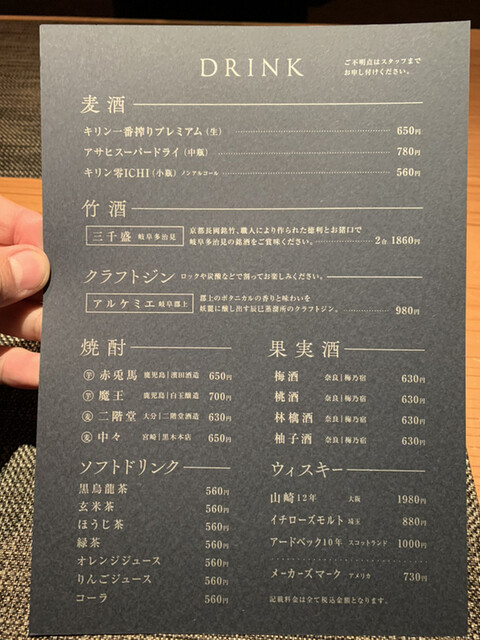 DRINK
ご不明点はスタッフまで
お申し付けください。
麦酒
キリン一番搾りプレミアム（生） 650円
アサヒスーパードライ（中瓶） 780円
キリン零ICHI（小瓶）ノンアルコール 560円
竹酒
三千盛 岐阜多治見
京都長岡銘竹、職人により作られた徳利とお猪口で
岐阜多治見の銘酒をご賞味ください。 2合 1860円
クラフトジン ロックや炭酸などで割ってお楽しみください。
アルケミエ 岐阜郡上
郡上のボタニカルの香りと味わいを
妖麗に醸し出す辰巳蒸留所のクラフトジン。 980円
焼酎
芋 赤兎馬 鹿児島|濱田酒造 650円
芋 魔王 鹿児島|白玉醸造 700円
麦 二階堂 大分|二階堂酒造 630円
麦 中々 宮崎|黒木本店 650円
果実酒
梅酒 奈良|梅乃宿 630円
桃酒 奈良|梅乃宿 630円
林檎酒 奈良|梅乃宿 630円
柚子酒 奈良|梅乃宿 630円
ソフトドリンク
黒烏龍茶 560円
玄米茶 560円
ほうじ茶 560円
緑茶 560円
オレンジジュース 560円
りんごジュース 560円
コーラ 560円
ウィスキー
山崎12年 大阪 1980円
イチローズモルト 埼玉 880円
アードベック10年 スコットランド 1000円
メーカーズマーク アメリカ 730円
記載料金は全て税込金額となります。